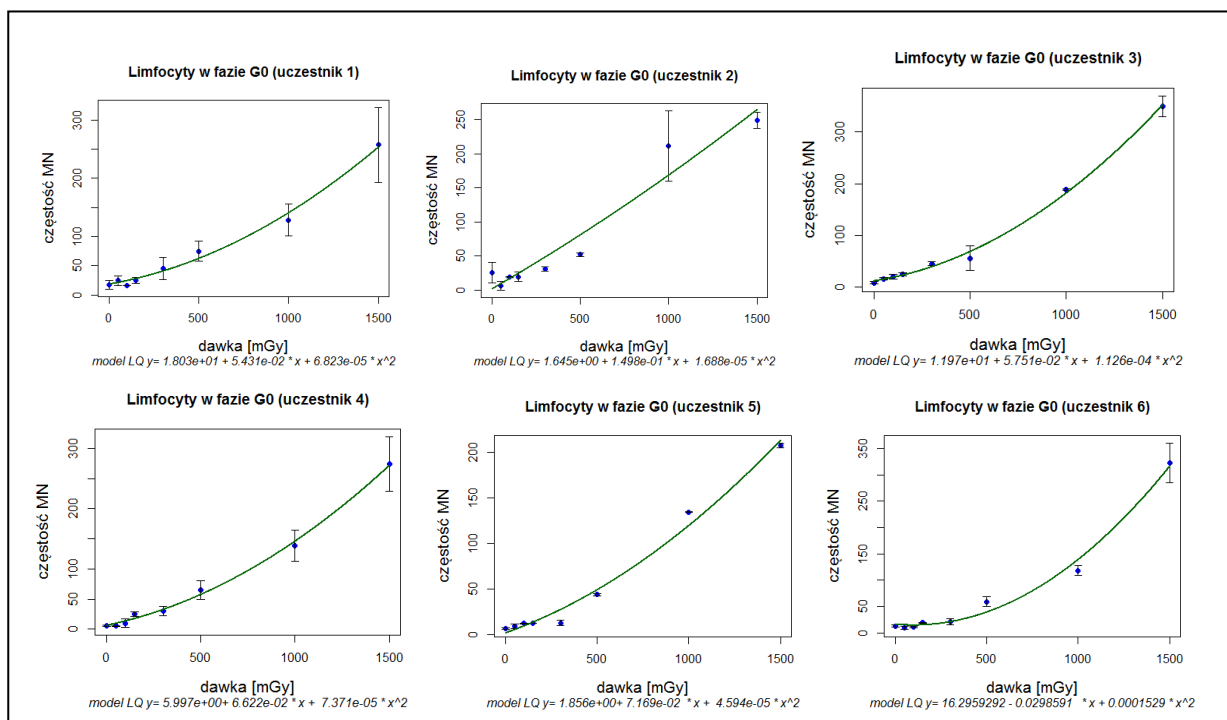 Limfocyty w fazie G0 (uczestnik 1)
częstość MN
0 50 100 200 300
0 500 1000 1500
dawka [mGy]
model LQ y= 1.803e+01 + 5.431e-02 * x + 6.823e-05 * x^2
Limfocyty w fazie G0 (uczestnik 2)
częstość MN
0 50 100 150 200 250
0 500 1000 1500
dawka [mGy]
model LQ y= 1.645e+00 + 1.498e-01 * x + 1.688e-05 * x^2
Limfocyty w fazie G0 (uczestnik 3)
częstość MN
0 100 200 300
0 500 1000 1500
dawka [mGy]
model LQ y= 1.197e+01 + 5.751e-02 * x + 1.126e-04 * x^2
Limfocyty w fazie G0 (uczestnik 4)
częstość MN
0 50 100 200 300
0 500 1000 1500
dawka [mGy]
model LQ y= 5.997e+00+ 6.622e-02 * x + 7.371e-05 * x^2
Limfocyty w fazie G0 (uczestnik 5)
częstość MN
0 50 100 150 200
0 500 1000 1500
dawka [mGy]
model LQ y= 1.856e+00+ 7.169e-02 * x + 4.594e-05 * x^2
Limfocyty w fazie G0 (uczestnik 6)
częstość MN
0 50 150 250 350
0 500 1000 1500
dawka [mGy]
model LQ y= 16.2959292 - 0.0298591 * x + 0.0001529 * x^2